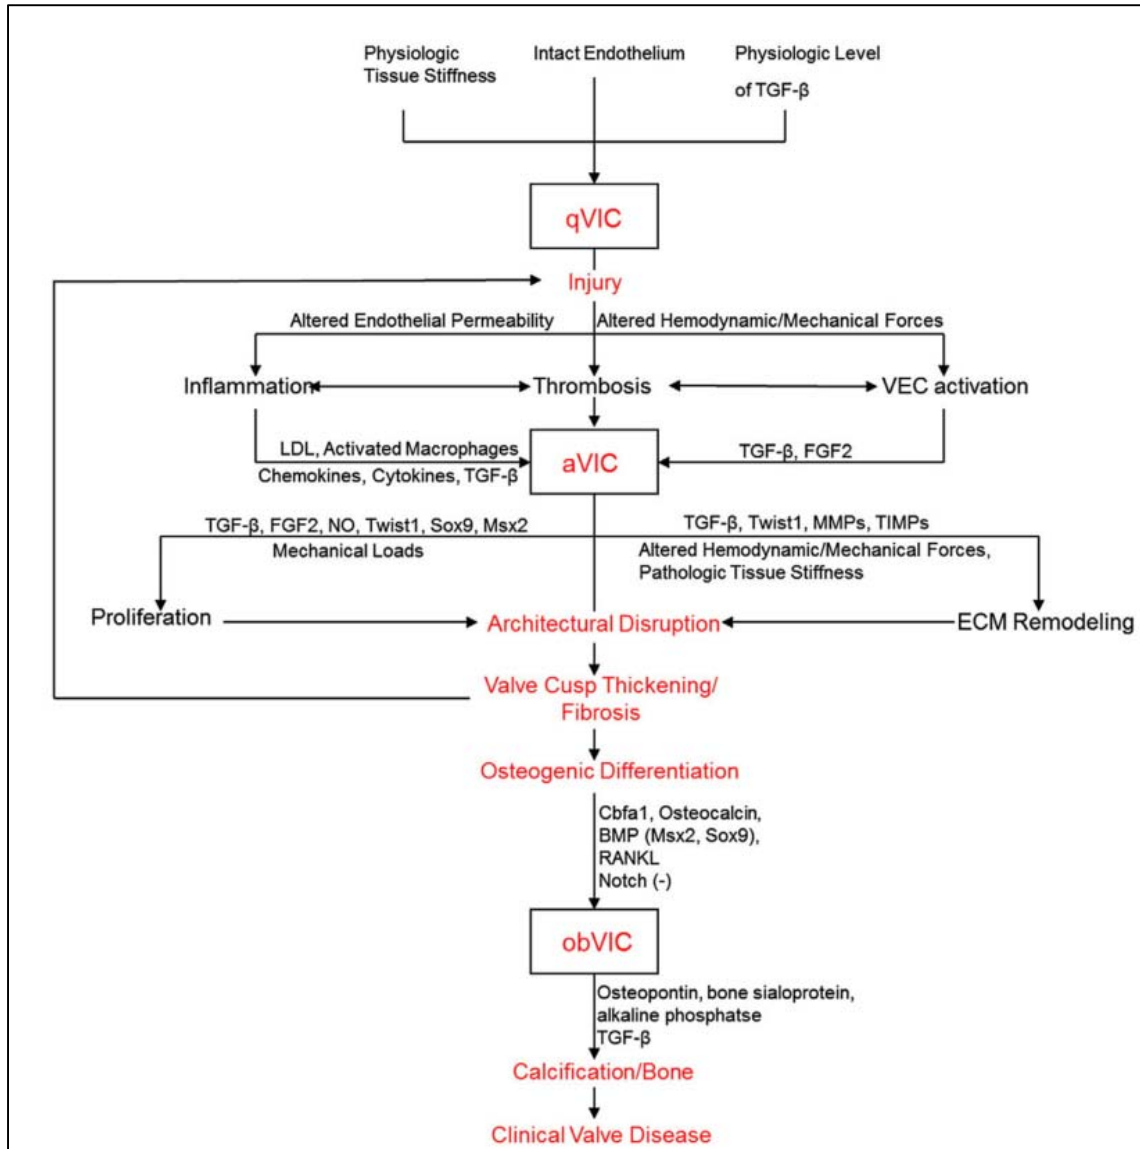 Physiologic
Tissue Stiffness
Intact Endothelium
Physiologic Level
of TGF-β
qVIC
Injury
Altered Endothelial Permeability
Altered Hemodynamic/Mechanical Forces
Inflammation
Thrombosis
VEC activation
LDL, Activated Macrophages
Chemokines, Cytokines, TGF-β
aVIC
TGF-β, FGF2
TGF-β, FGF2, NO, Twist1, Sox9, Msx2
Mechanical Loads
TGF-β, Twist1, MMPs, TIMPs
Altered Hemodynamic/Mechanical Forces,
Pathologic Tissue Stiffness
Proliferation
Architectural Disruption
ECM Remodeling
Valve Cusp Thickening/
Fibrosis
Osteogenic Differentiation
Cbfa1, Osteocalcin,
BMP (Msx2, Sox9),
RANKL
Notch (-)
obVIC
Osteopontin, bone sialoprotein,
alkaline phosphatse
TGF-β
Calcification/Bone
Clinical Valve Disease